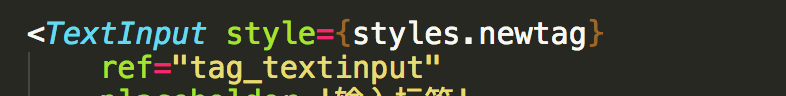 <TextInput style={styles.newtag}
ref="tag_textinput"